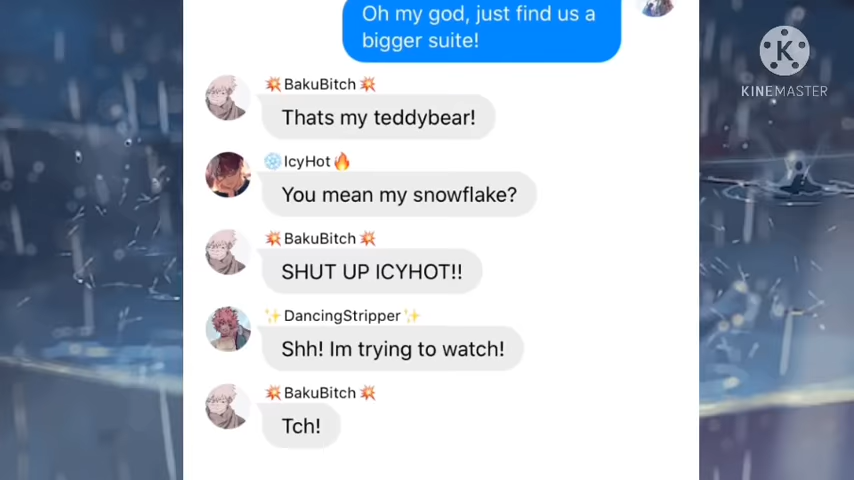 Oh my god, just find us a
bigger suite!
💥BakuBitch💥
Thats my teddybear!
❄️IcyHot🔥
You mean my snowflake?
💥BakuBitch💥
SHUT UP ICYHOT!!
✨DancingStripper✨
Shh! Im trying to watch!
💥BakuBitch💥
Tch!
K
KINEMASTER